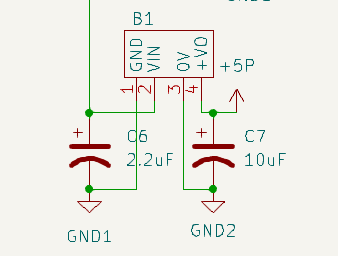 B1
GND
VIN
0V
+VO
+5P
1
2
3
4
+
C6
2.2uF
+
C7
10uF
GND1
GND2